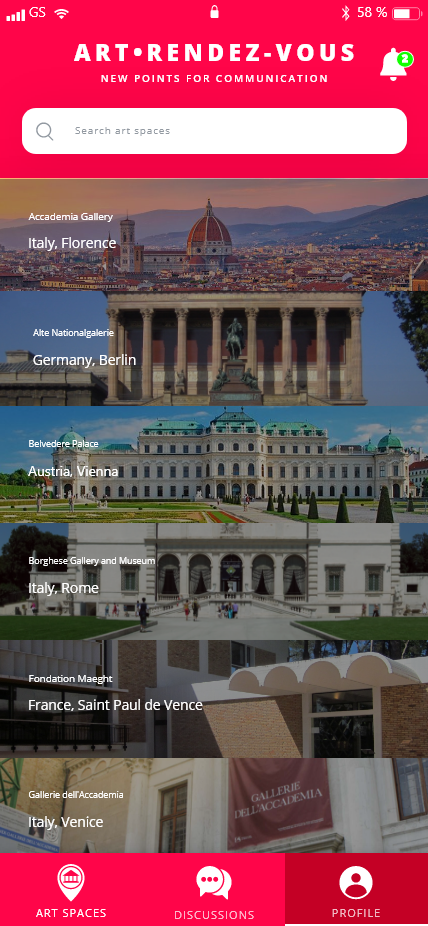 GS
58 %
ART•RENDEZ-VOUS
NEW POINTS FOR COMMUNICATION
2
Search art spaces
Accademia Gallery
Italy, Florence
Alte Nationalgalerie
Germany, Berlin
Belvedere Palace
Austria, Vienna
Borghese Gallery and Museum
Italy, Rome
Fondation Maeght
France, Saint Paul de Vence
Gallerie dell'Accademia
Italy, Venice
GALLERIE
DELL'ACCADEMIA
ART SPACES
DISCUSSIONS
PROFILE